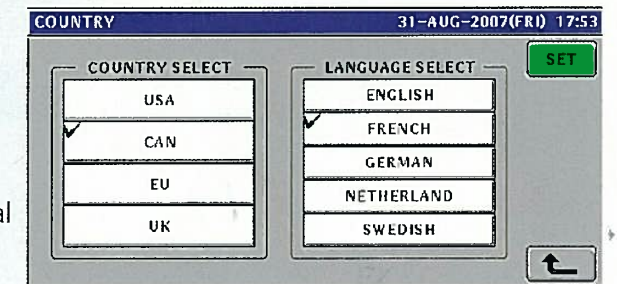 COUNTRY 31-AUG-2007(FRI) 17:53
SET
COUNTRY SELECT
USA
CAN
EU
UK
LANGUAGE SELECT
ENGLISH
FRENCH
GERMAN
NETHERLAND
SWEDISH
al